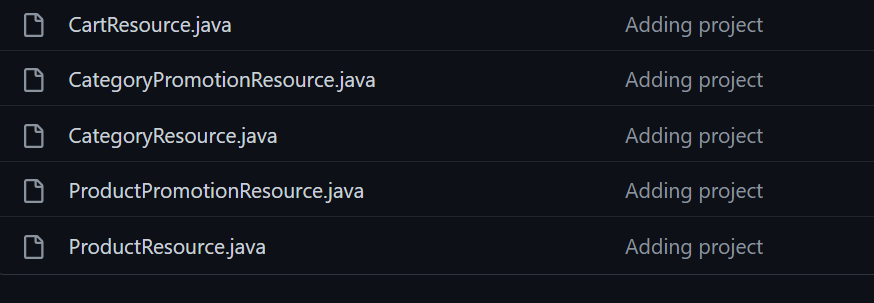 CartResource.java Adding project
CategoryPromotionResource.java Adding project
CategoryResource.java Adding project
ProductPromotionResource.java Adding project
ProductResource.java Adding project